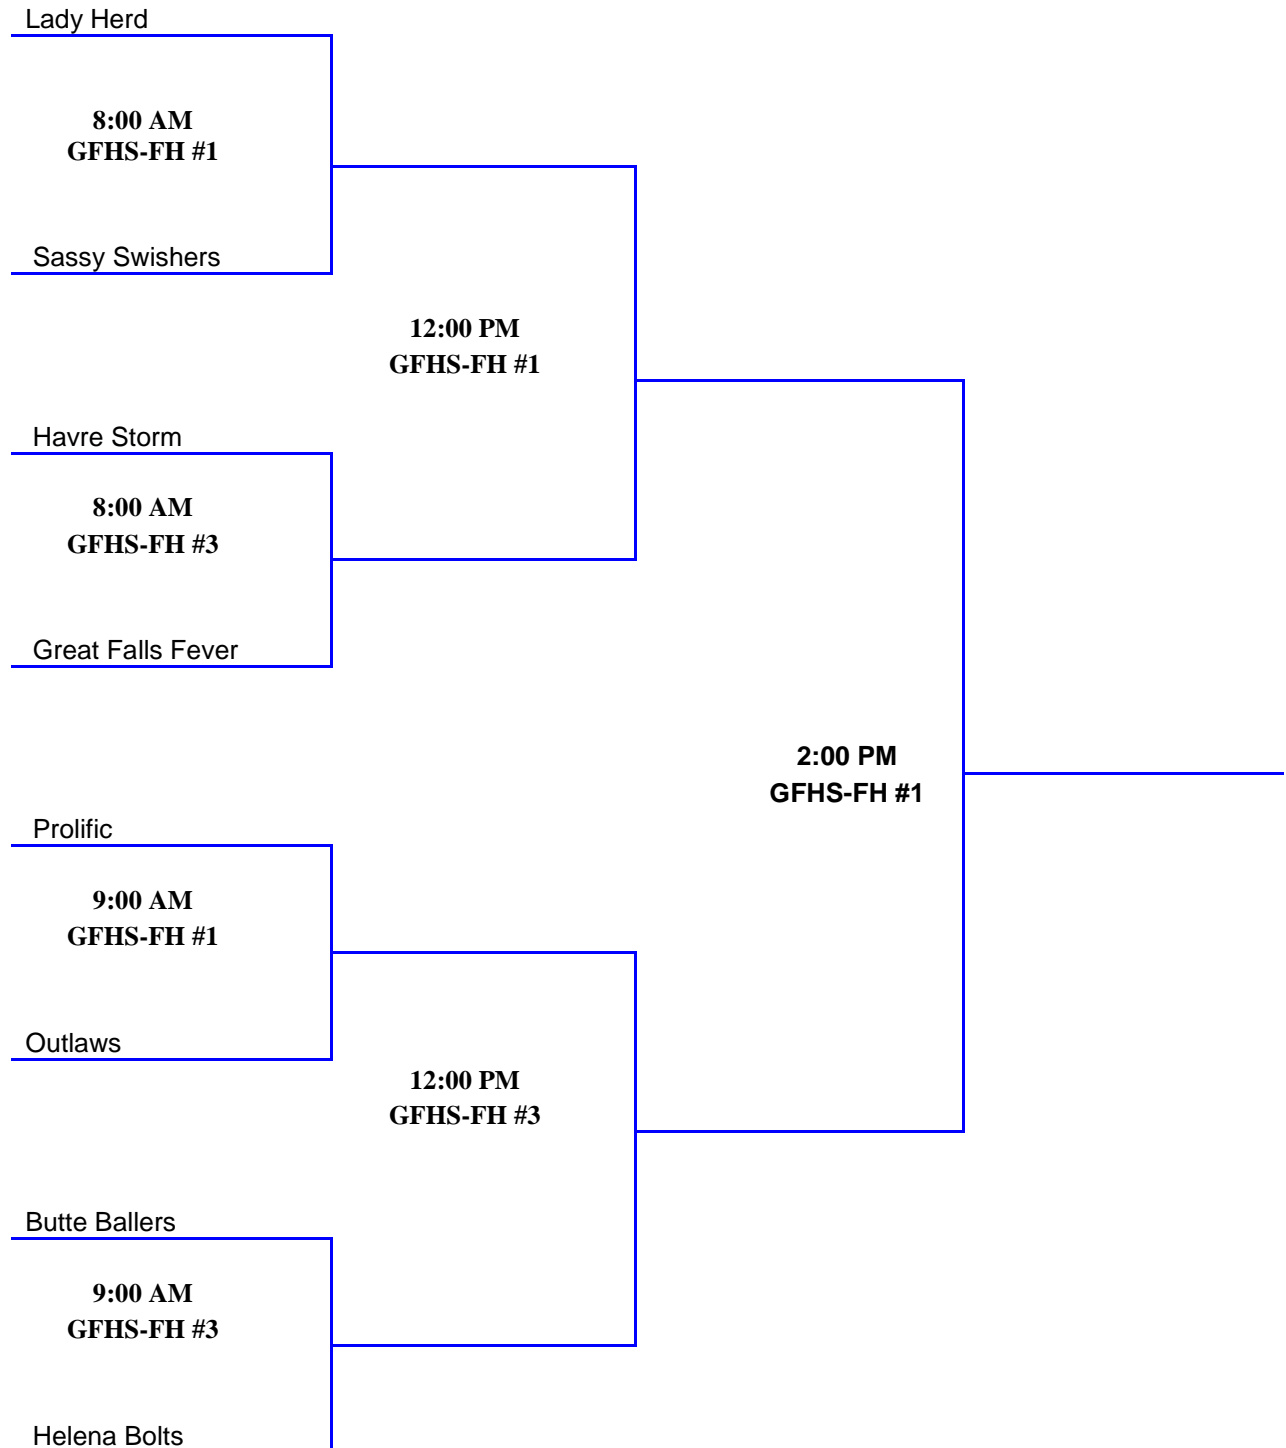 Lady Herd
8:00 AM
GFHS-FH #1
Sassy Swishers
12:00 PM
GFHS-FH #1
Havre Storm
8:00 AM
GFHS-FH #3
Great Falls Fever
2:00 PM
GFHS-FH #1
Prolific
9:00 AM
GFHS-FH #1
Outlaws
12:00 PM
GFHS-FH #3
Butte Ballers
9:00 AM
GFHS-FH #3
Helena Bolts